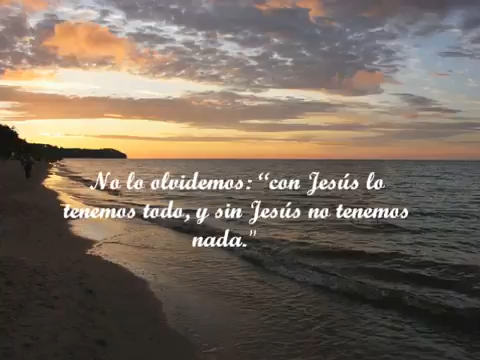 No lo olvidemos: “con Jesús lo
tenemos todo, y sin Jesús no tenemos
nada.”